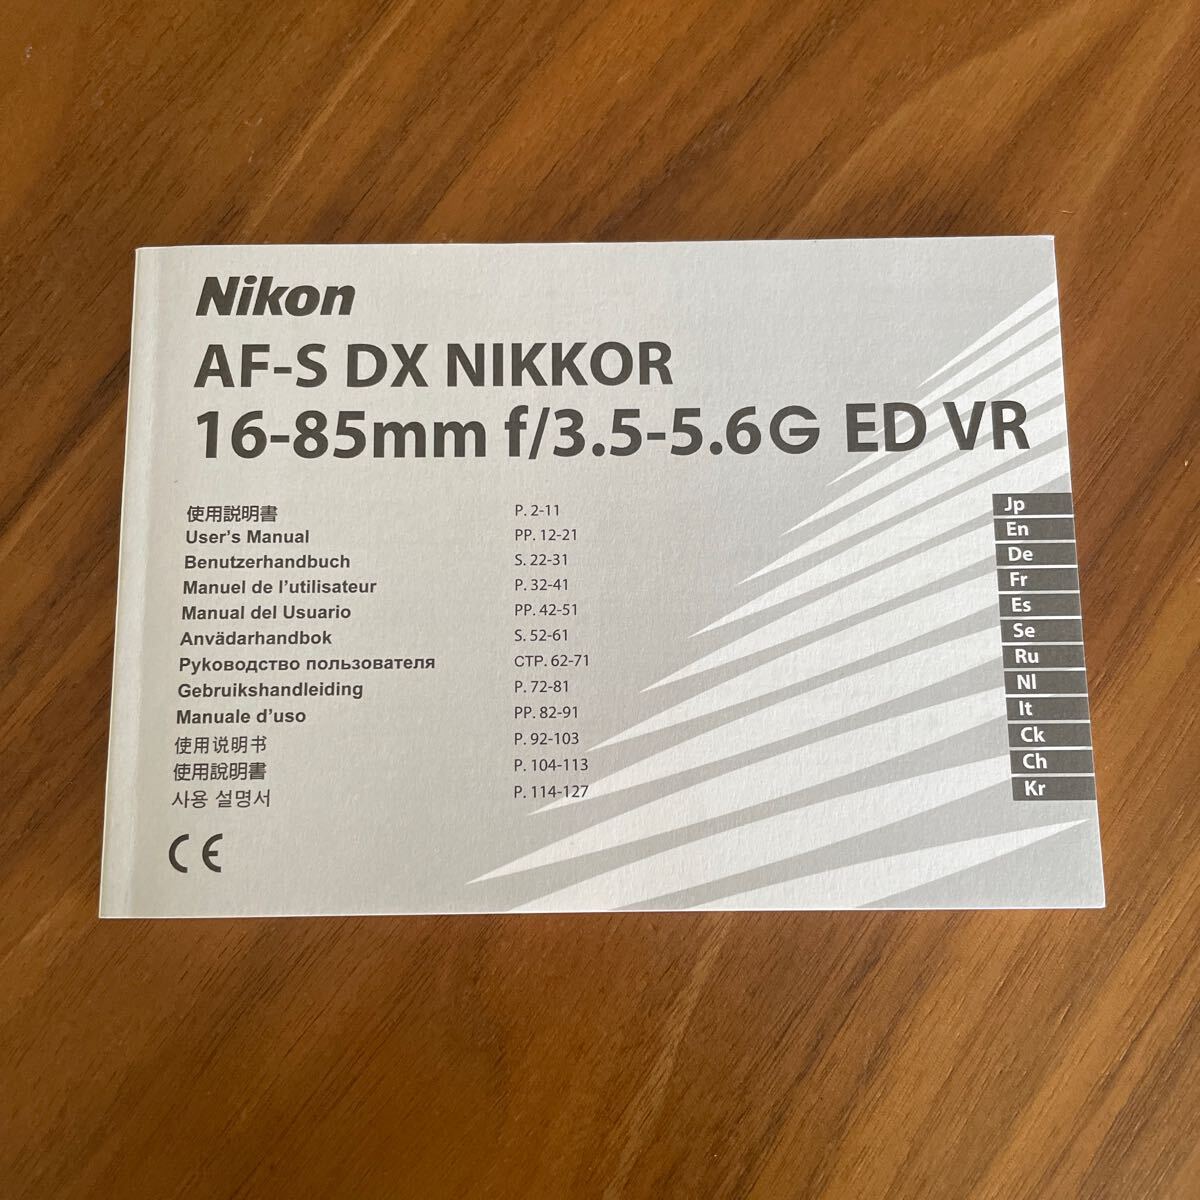 Nikon
AF-S DX NIKKOR
16-85mm f/3.5-5.6G ED VR
使用説明書 P. 2-11 Jp
User's Manual PP. 12-21 En
Benutzerhandbuch S. 22-31 De
Manuel de l'utilisateur P. 32-41 Fr
Manual del Usuario PP. 42-51 Es
Anvädarhandbok S. 52-61 Se
Руководство пользователя СТР. 62-71 Ru
Gebruikshandleiding P. 72-81 Nl
Manuale d'uso PP. 82-91 It
使用说明书 P. 92-103 Ck
使用說明書 P. 104-113 Ch
사용 설명서 P. 114-127 Kr
CE